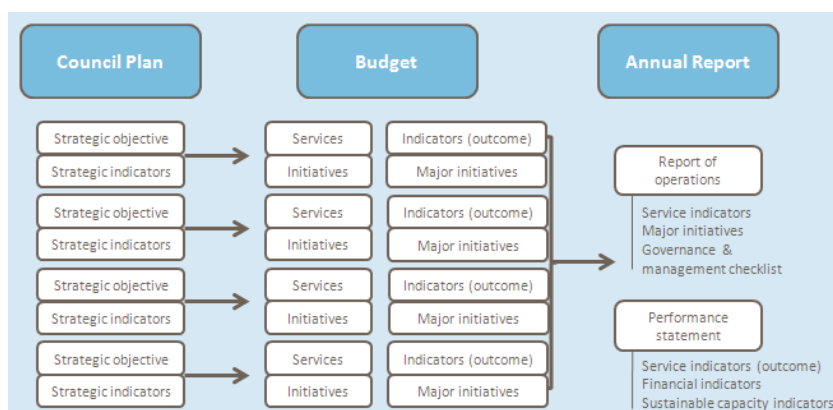 Council Plan
Budget
Annual Report
Strategic objective
Strategic indicators
Services
Initiatives
Indicators (outcome)
Major initiatives
Strategic objective
Strategic indicators
Services
Initiatives
Indicators (outcome)
Major initiatives
Strategic objective
Strategic indicators
Services
Initiatives
Indicators (outcome)
Major initiatives
Strategic objective
Strategic indicators
Services
Initiatives
Indicators (outcome)
Major initiatives
Report of
operations
Service indicators
Major initiatives
Governance &
management checklist
Performance
statement
Service indicators (outcome)
Financial indicators
Sustainable capacity indicators